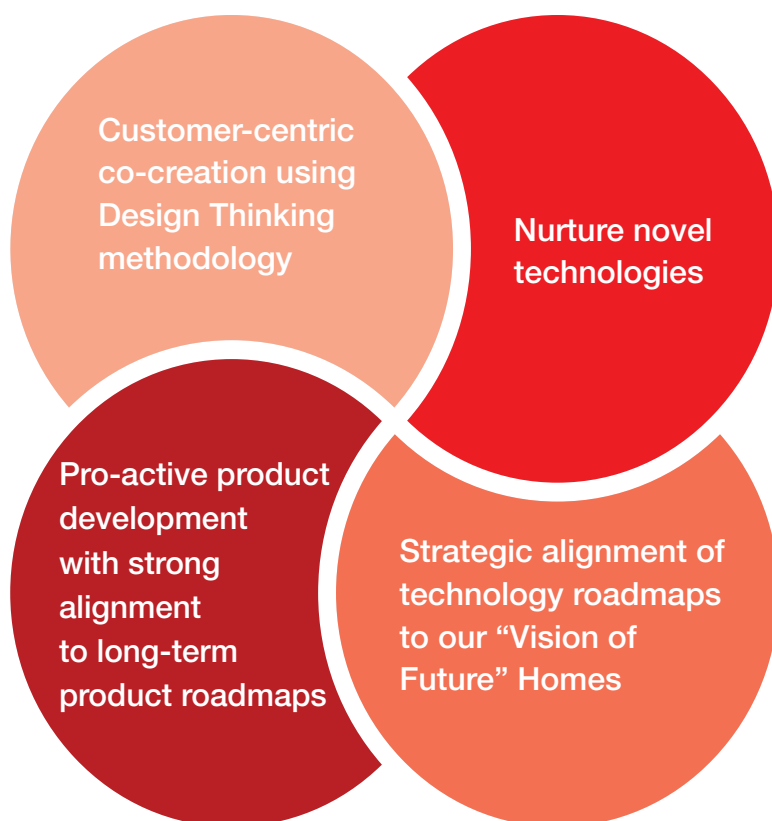 Customer-centric
co-creation using
Design Thinking
methodology
Nurture novel
technologies
Pro-active product
development
with strong
alignment
to long-term
product roadmaps
Strategic alignment of
technology roadmaps
to our “Vision of
Future” Homes